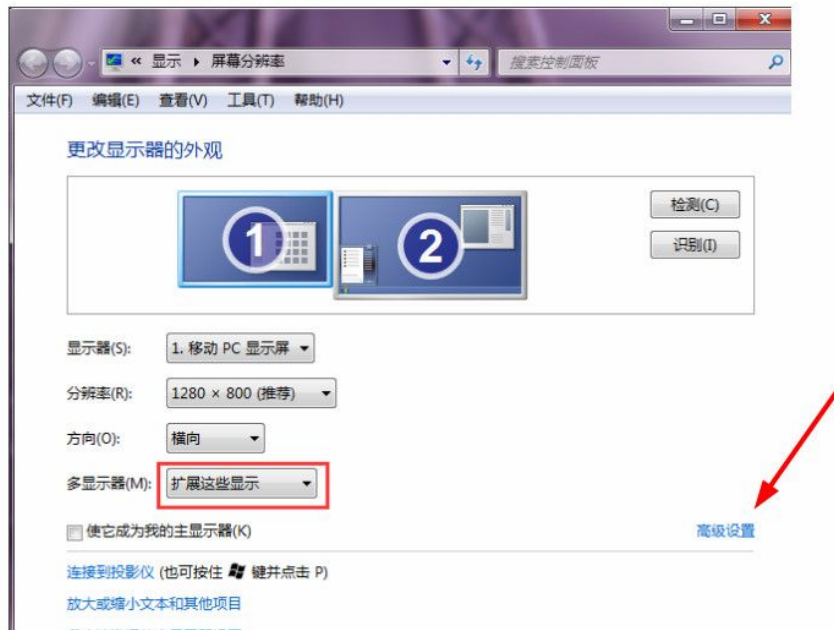 « 显示 ▸ 屏幕分辨率
搜索控制面板
文件(F) 编辑(E) 查看(V) 工具(T) 帮助(H)
更改显示器的外观
1
2
检测(C)
识别(I)
显示器(S): 1. 移动 PC 显示屏
分辨率(R): 1280 × 800 (推荐)
方向(O): 横向
多显示器(M): 扩展这些显示
使它成为我的主显示器(K)
高级设置
连接到投影仪 (也可按住 键并点击 P)
放大或缩小文本和其他项目